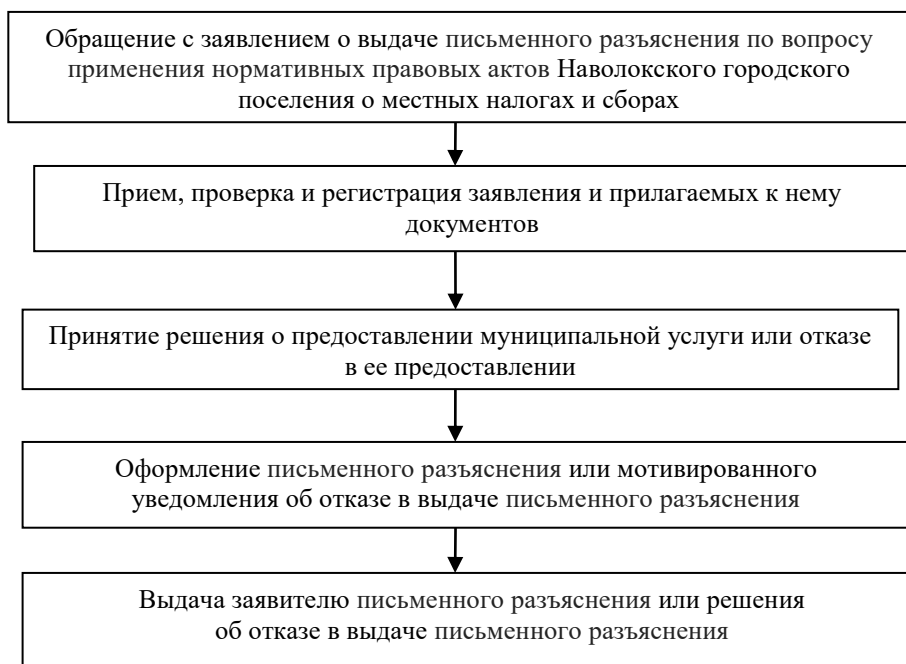 Обращение с заявлением о выдаче письменного разъяснения по вопросу
применения нормативных правовых актов Наволокского городского
поселения о местных налогах и сборах
Прием, проверка и регистрация заявления и прилагаемых к нему
документов
Принятие решения о предоставлении муниципальной услуги или отказе
в ее предоставлении
Оформление письменного разъяснения или мотивированного
уведомления об отказе в выдаче письменного разъяснения
Выдача заявителю письменного разъяснения или решения
об отказе в выдаче письменного разъяснения